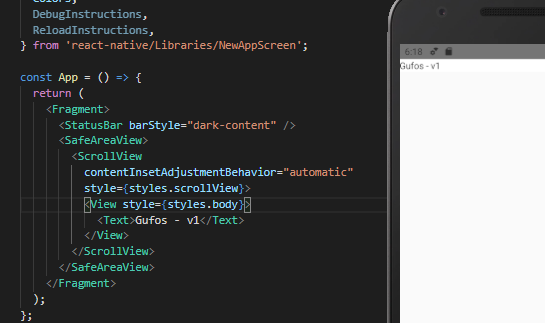 Colors,
DebugInstructions,
ReloadInstructions,
} from 'react-native/Libraries/NewAppScreen';
const App = () => {
return (
<Fragment>
<StatusBar barStyle="dark-content" />
<SafeAreaView>
<ScrollView
contentInsetAdjustmentBehavior="automatic"
style={styles.scrollView}>
<View style={styles.body}>
<Text>Gufos - v1</Text>
</View>
</ScrollView>
</SafeAreaView>
</Fragment>
);
};
6:18
Gufos - v1